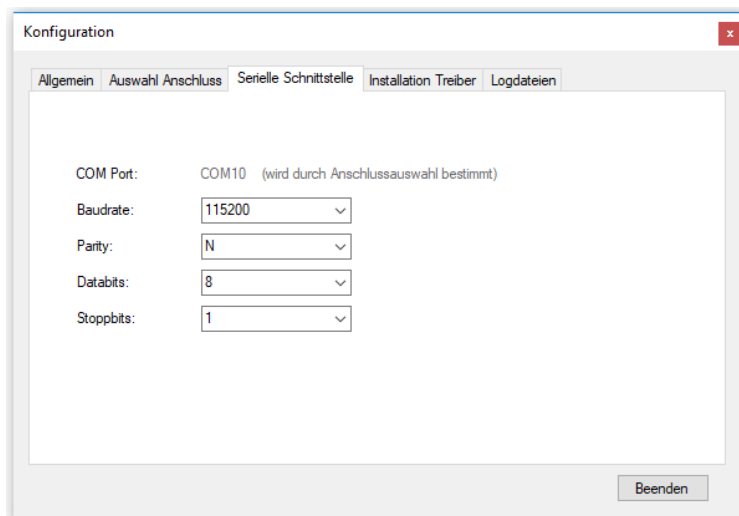 Konfiguration
x
Allgemein Auswahl Anschluss Serielle Schnittstelle Installation Treiber Logdateien
COM Port: COM10 (wird durch Anschlussauswahl bestimmt)
Baudrate: 115200
Parity: N
Databits: 8
Stoppbits: 1
Beenden